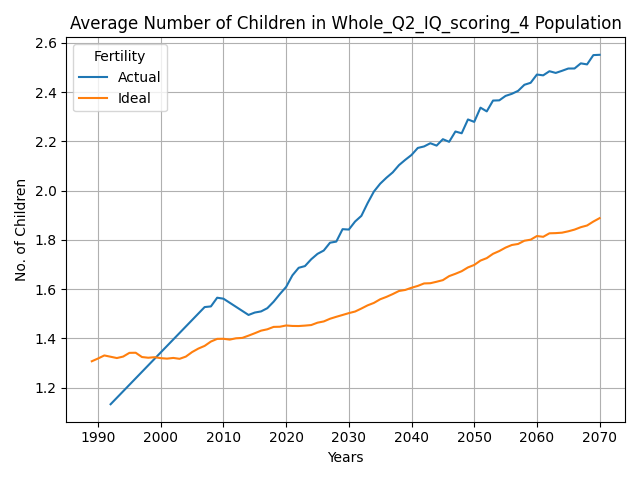 Average Number of Children in Whole_Q2_IQ_scoring_4 Population
Fertility
Actual
Ideal
No. of Children
2.6
2.4
2.2
2.0
1.8
1.6
1.4
1.2
1990 2000 2010 2020 2030 2040 2050 2060 2070
Years